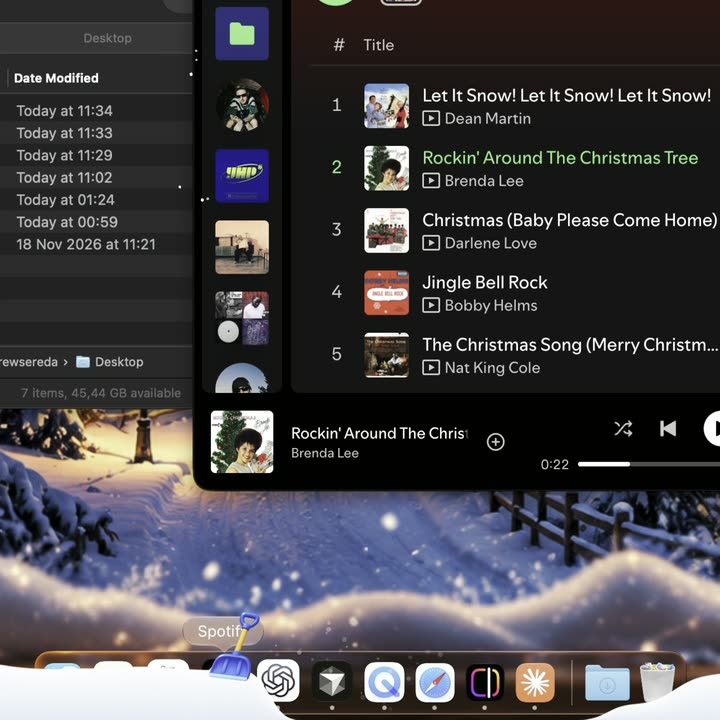 Desktop
Date Modified
Today at 11:34
Today at 11:33
Today at 11:29
Today at 11:02
Today at 01:24
Today at 00:59
18 Nov 2026 at 11:21
rewsereda › Desktop
7 items, 45,44 GB available
# Title
1 Let It Snow! Let It Snow! Let It Snow!
Dean Martin
2 Rockin' Around The Christmas Tree
Brenda Lee
3 Christmas (Baby Please Come Home)
Darlene Love
4 Jingle Bell Rock
Bobby Helms
JINGLE BELL ROCK
5 The Christmas Song (Merry Christm...
Nat King Cole
Rockin' Around The Christ
Brenda Lee
0:22
Spotif